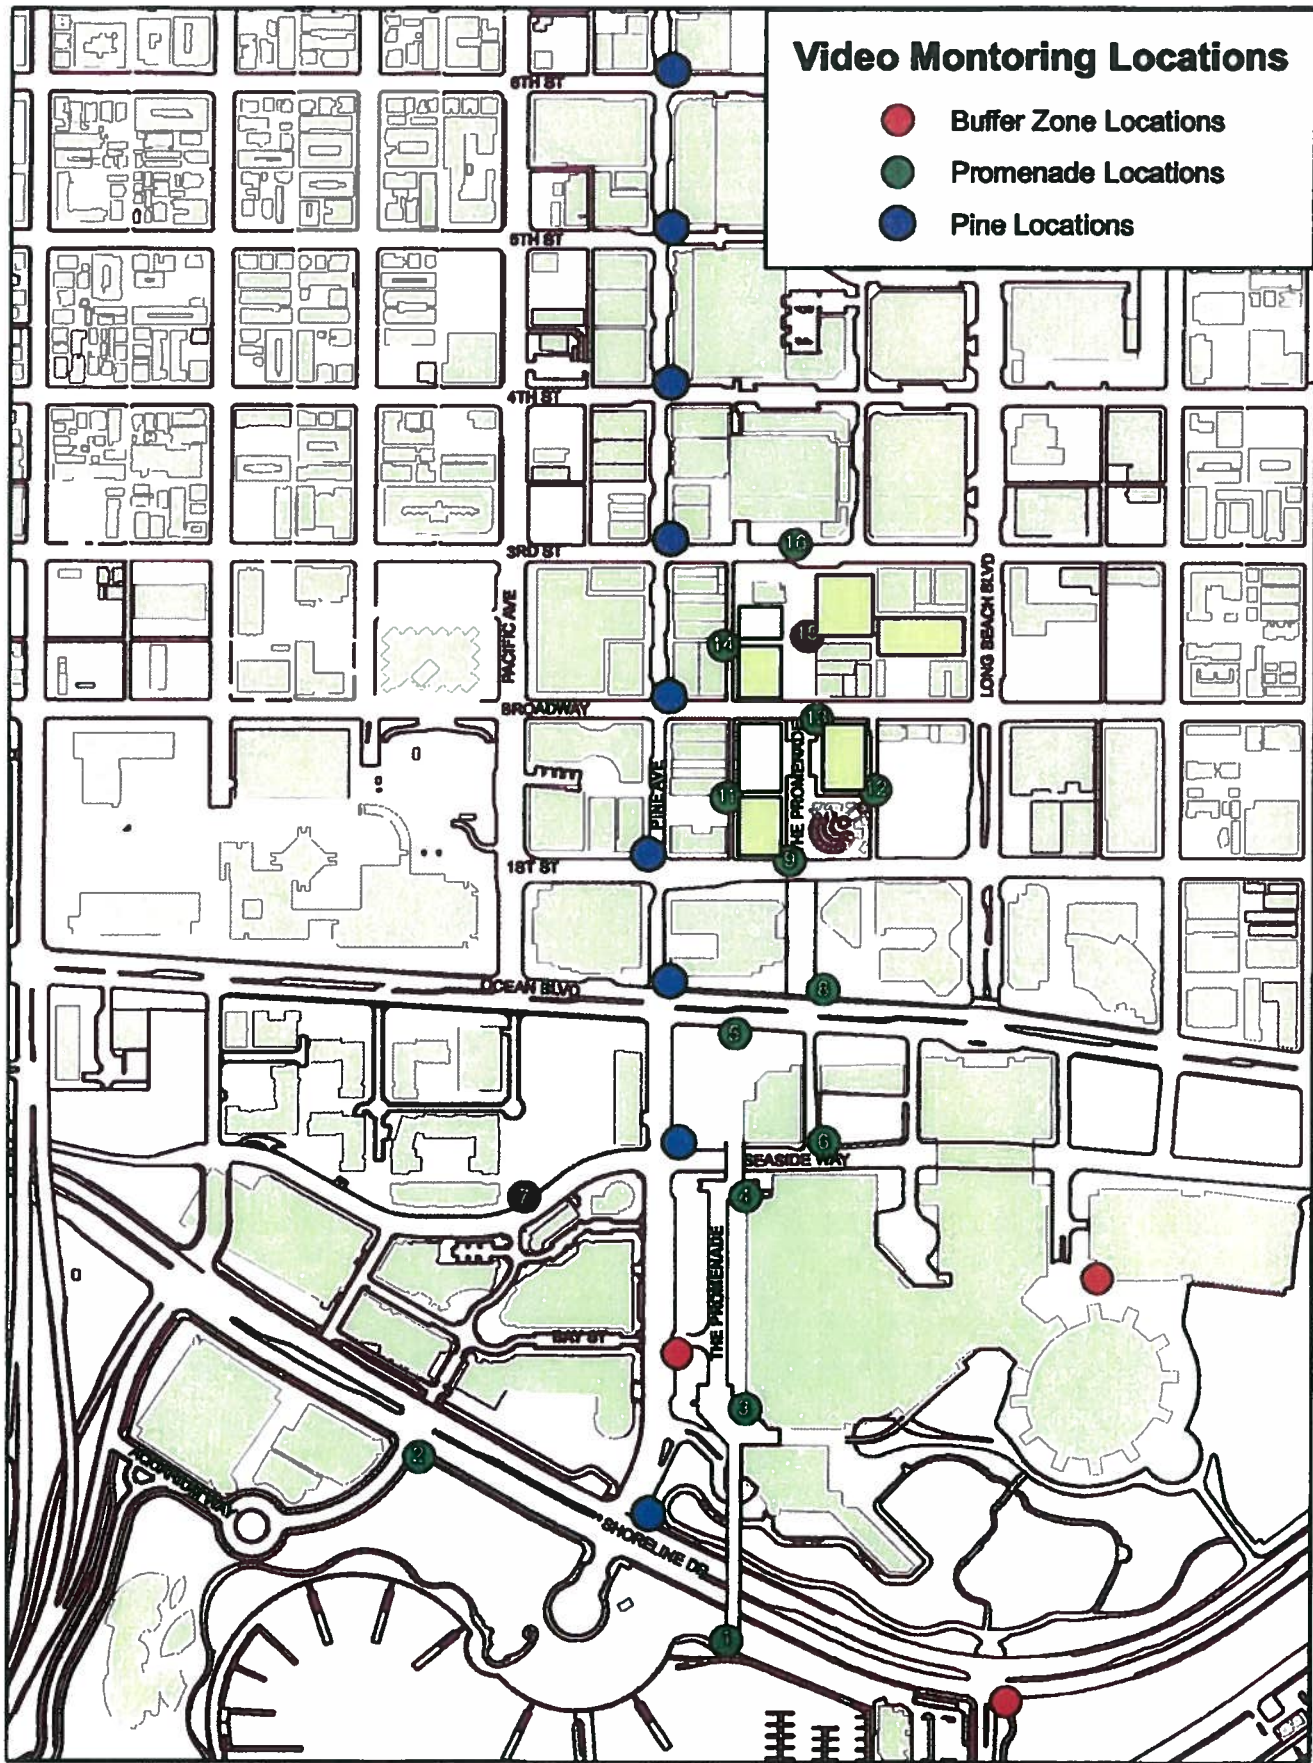 Video Montoring Locations
Buffer Zone Locations
Promenade Locations
Pine Locations
6TH ST
5TH ST
4TH ST
3RD ST
16
PACIFIC AVE
LONG BEACH BLVD
15
14
BROADWAY
13
PINE AVE
THE PROMENADE
12
11
1ST ST
9
OCEAN BLVD
8
5
6
SEASIDE WAY
7
4
THE PROMENADE
BAY ST
3
2
AQUARIUM WAY
SHORELINE DR
1